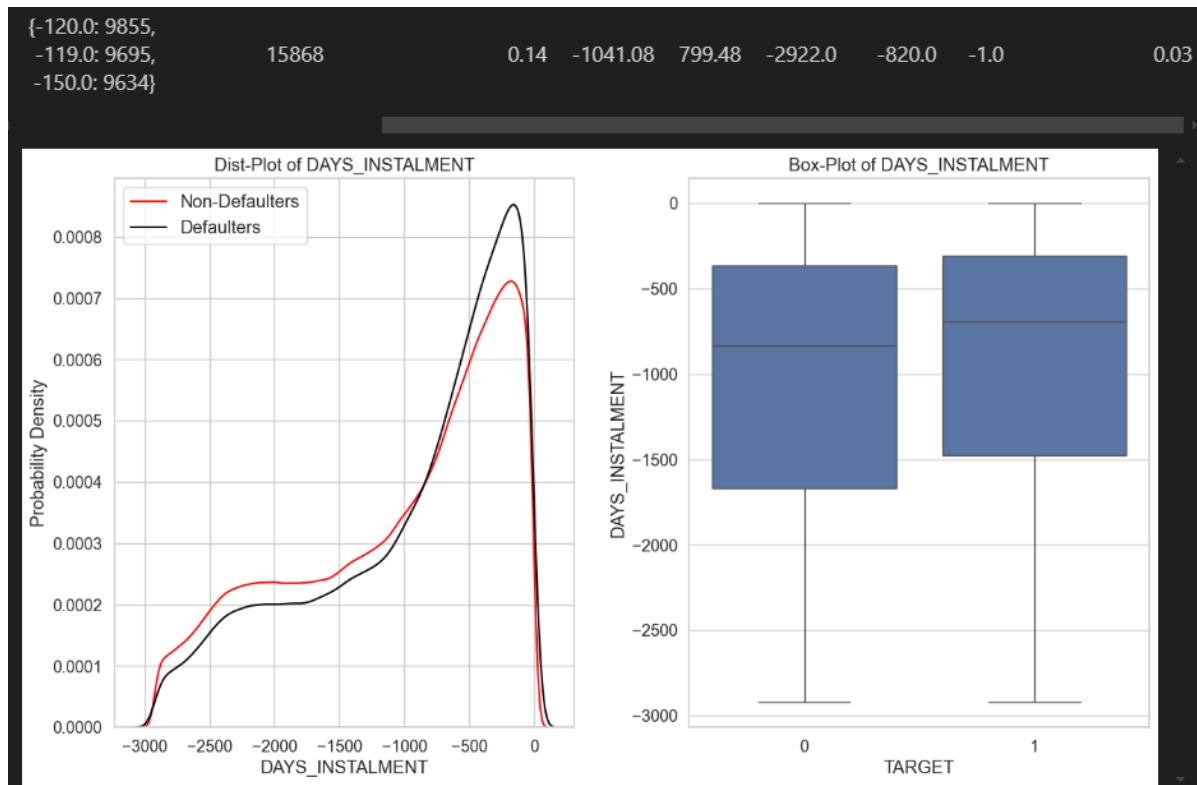 {-120.0: 9855,
-119.0: 9695, 15868 0.14 -1041.08 799.48 -2922.0 -820.0 -1.0 0.03
-150.0: 9634}
Dist-Plot of DAYS_INSTALMENT
Non-Defaulters
Defaulters
Probability Density
0.0008
0.0007
0.0006
0.0005
0.0004
0.0003
0.0002
0.0001
0.0000
−3000 −2500 −2000 −1500 −1000 −500 0
DAYS_INSTALMENT
Box-Plot of DAYS_INSTALMENT
DAYS_INSTALMENT
0
−500
−1000
−1500
−2000
−2500
−3000
0 1
TARGET